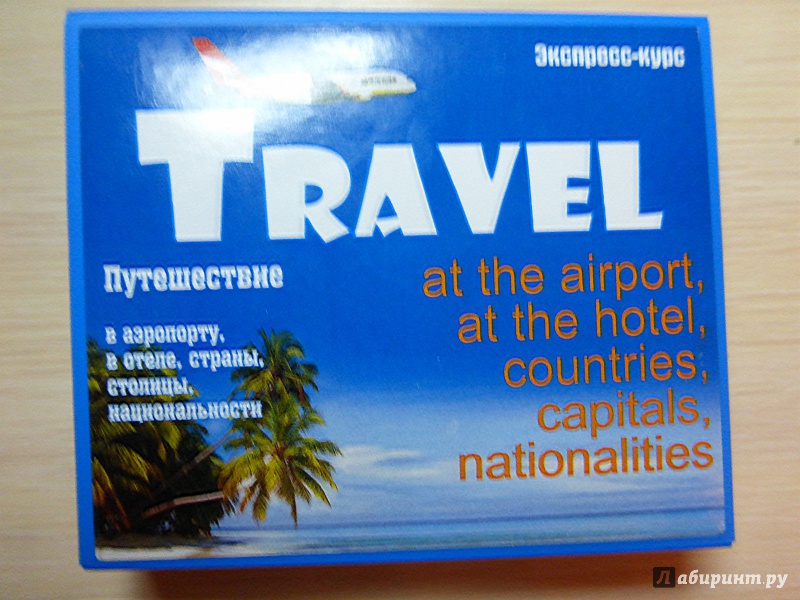 Экспресс-курс
TRAVEL
Путешествие
в аэропорту,
в отеле, страны,
столицы,
национальности
at the airport,
at the hotel,
countries,
capitals,
nationalities
Лабиринт.ру